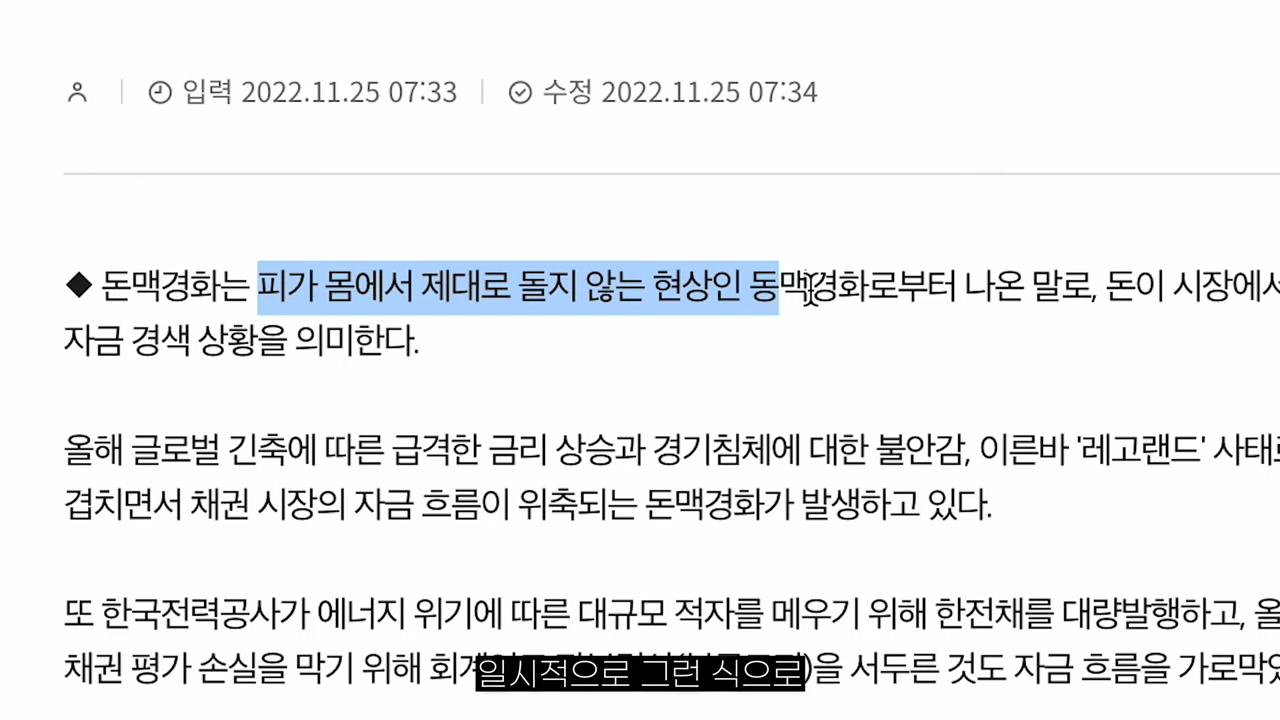 입력 2022.11.25 07:33 수정 2022.11.25 07:34
◆ 돈맥경화는 피가 몸에서 제대로 돌지 않는 현상인 동맥경화로부터 나온 말로, 돈이 시장에서
자금 경색 상황을 의미한다.
올해 글로벌 긴축에 따른 급격한 금리 상승과 경기침체에 대한 불안감, 이른바 '레고랜드' 사태로
겹치면서 채권 시장의 자금 흐름이 위축되는 돈맥경화가 발생하고 있다.
또 한국전력공사가 에너지 위기에 따른 대규모 적자를 메우기 위해 한전채를 대량발행하고,
채권 평가 손실을 막기 위해 을 서두른 것도 자금 흐름을
일시적으로 그런 식으로